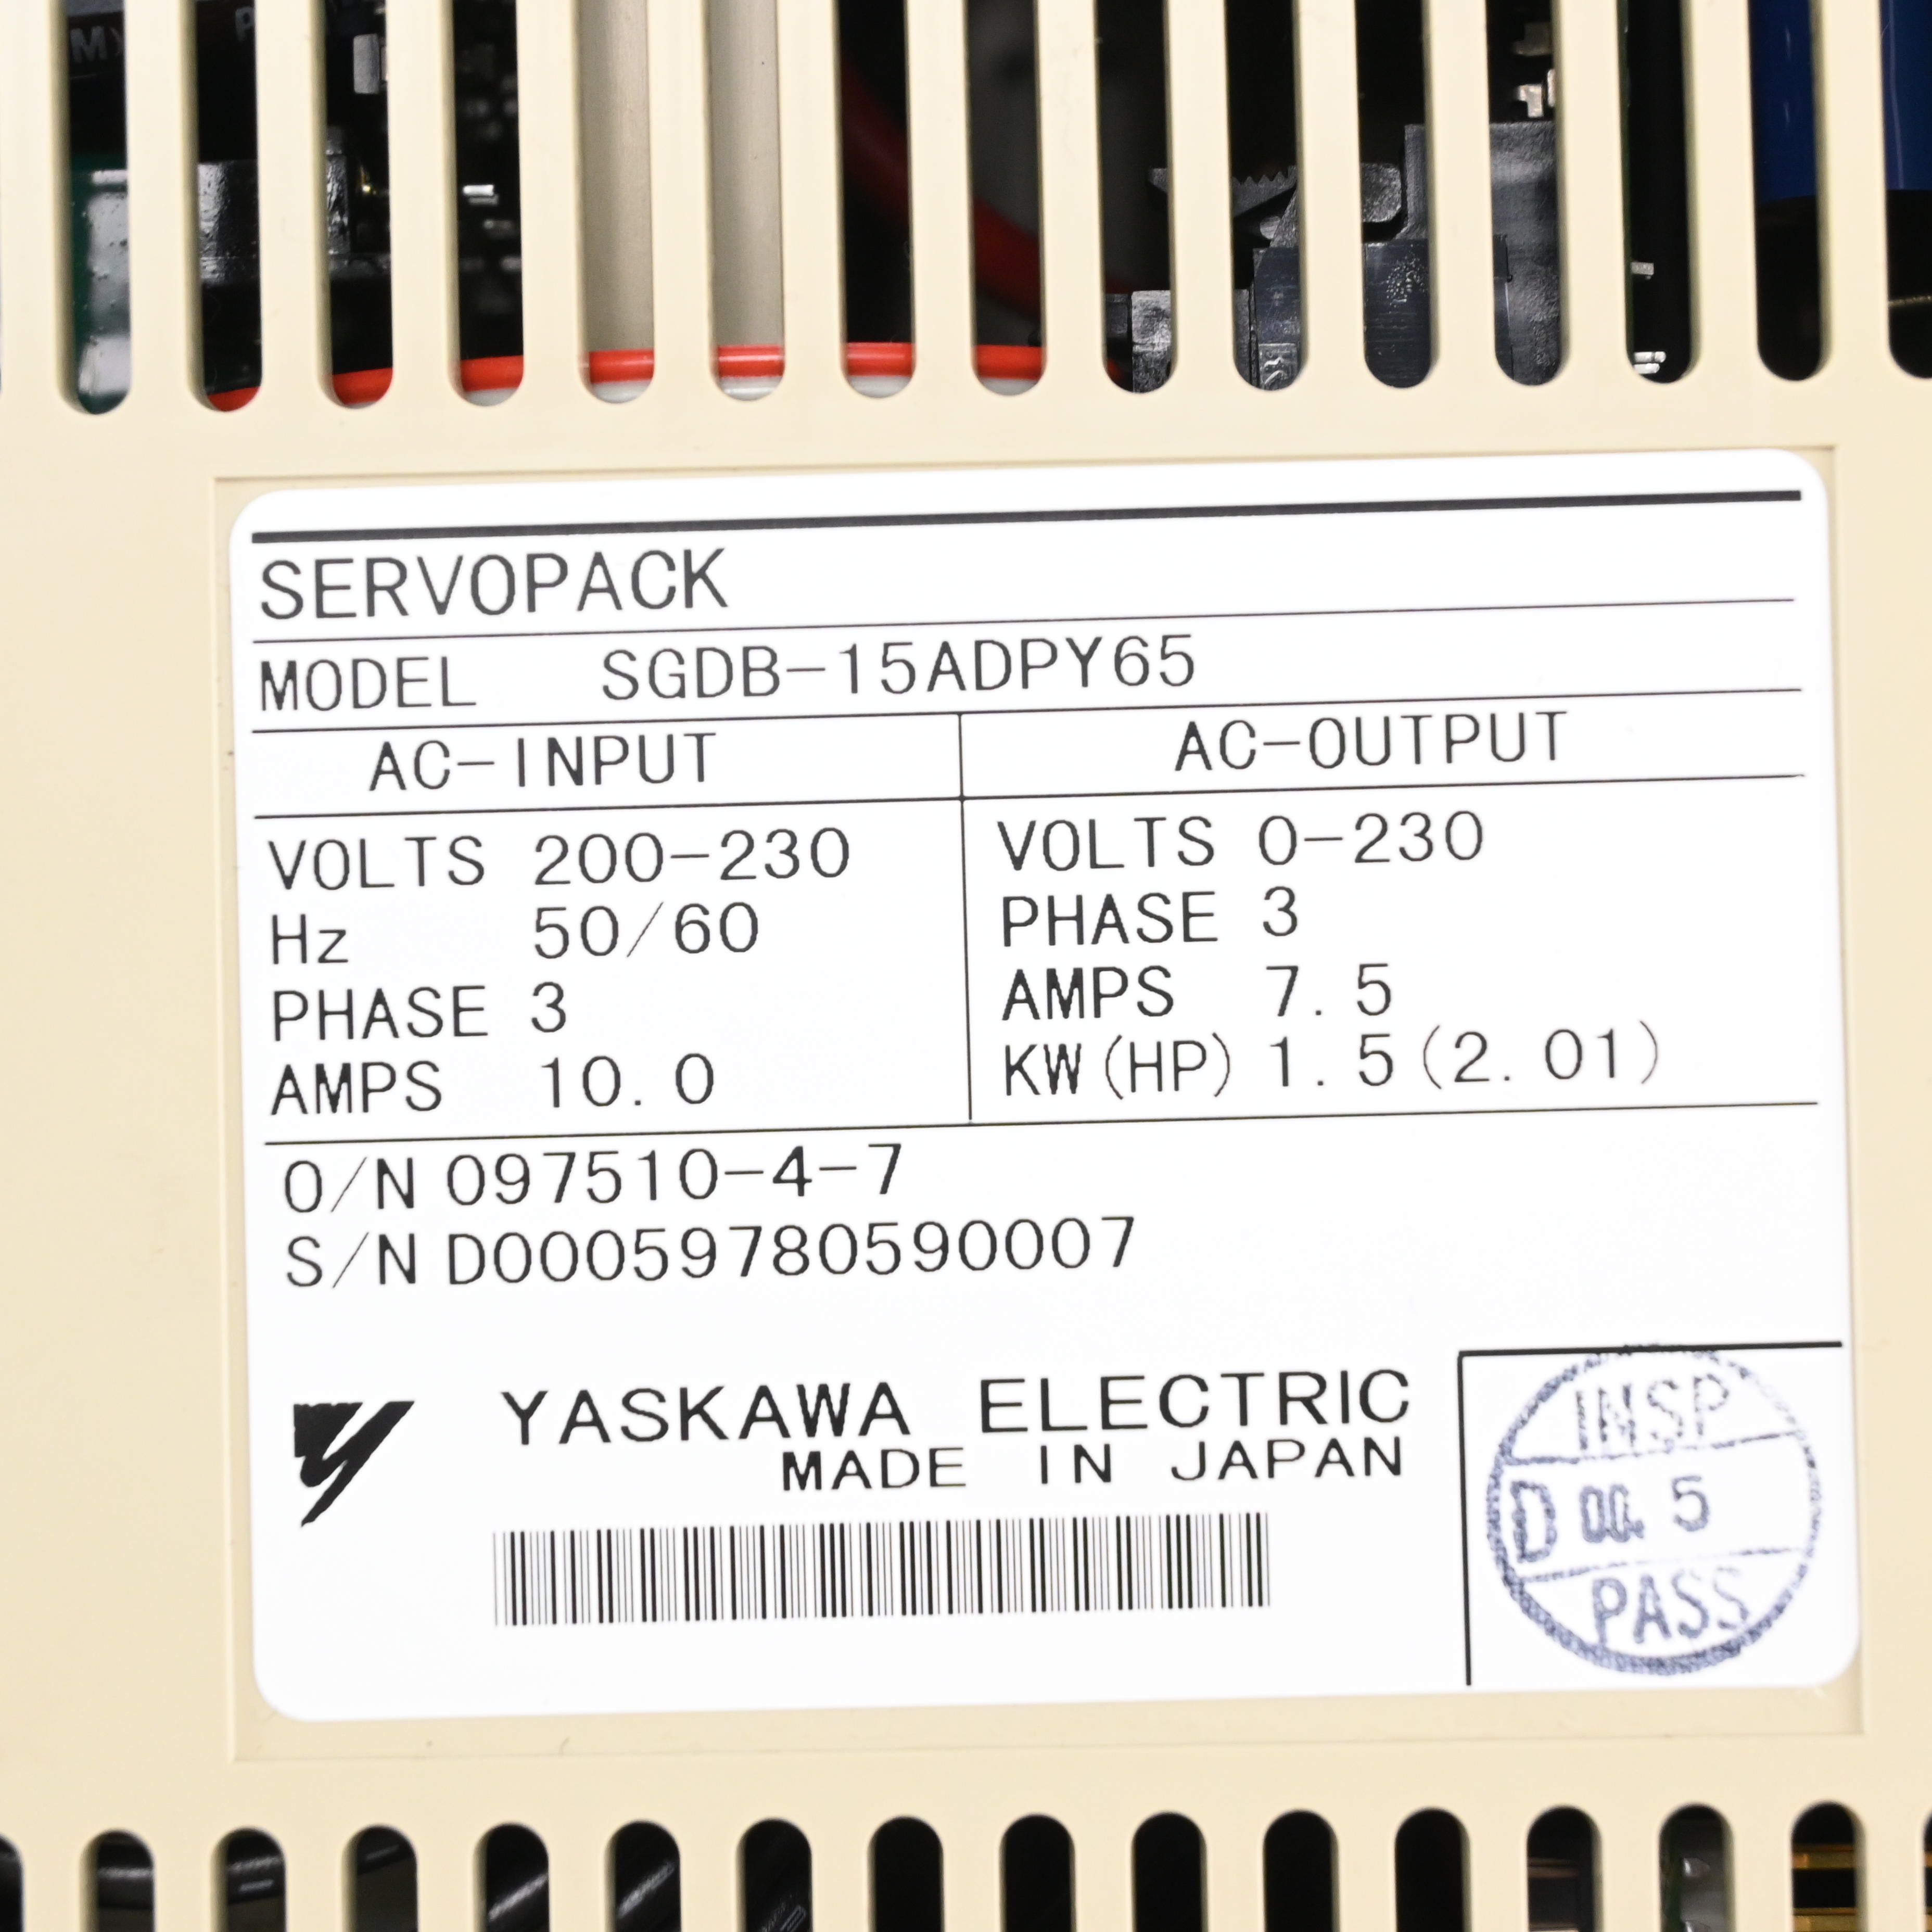 SERVOPACK
MODEL SGDB-15ADPY65
AC-INPUT AC-OUTPUT
VOLTS 200-230 VOLTS 0-230
Hz 50/60 PHASE 3
PHASE 3 AMPS 7.5
AMPS 10.0 KW(HP) 1.5(2.01)
O/N 097510-4-7
S/N D00059780590007
YASKAWA ELECTRIC
MADE IN JAPAN
INSP
D 00. 5
PASS